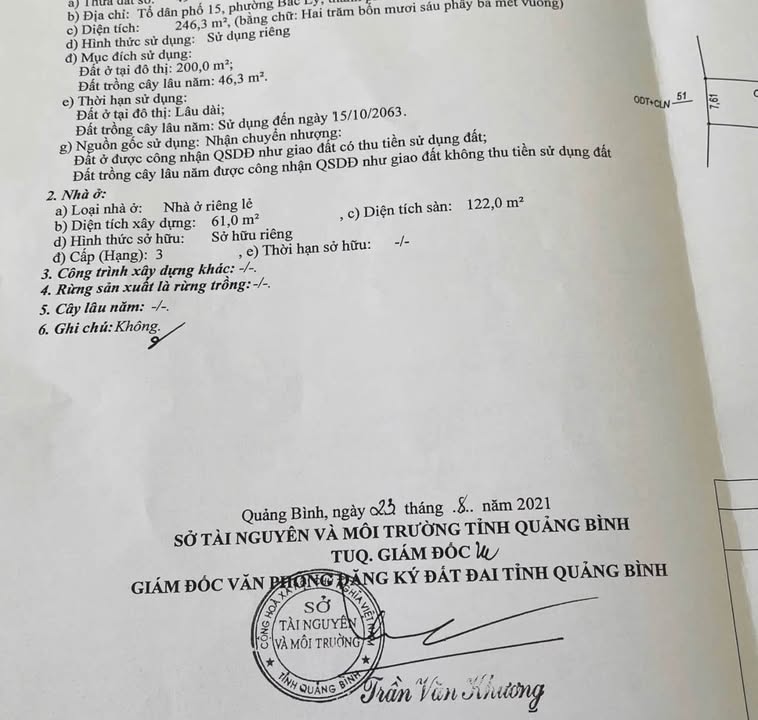 a) Thửa đất số:
b) Địa chỉ: Tổ dân phố 15, phường Bắc Lý,
c) Diện tích: 246,3 m², (bằng chữ: Hai trăm bốn mươi sáu phẩy ba mét vuông)
d) Hình thức sử dụng: Sử dụng riêng
đ) Mục đích sử dụng:
Đất ở tại đô thị: 200,0 m²;
Đất trồng cây lâu năm: 46,3 m².
e) Thời hạn sử dụng:
Đất ở tại đô thị: Lâu dài;
Đất trồng cây lâu năm: Sử dụng đến ngày 15/10/2063.
g) Nguồn gốc sử dụng: Nhận chuyển nhượng:
Đất ở được công nhận QSDĐ như giao đất có thu tiền sử dụng đất;
Đất trồng cây lâu năm được công nhận QSDĐ như giao đất không thu tiền sử dụng đất
2. Nhà ở:
a) Loại nhà ở: Nhà ở riêng lẻ
b) Diện tích xây dựng: 61,0 m² , c) Diện tích sàn: 122,0 m²
d) Hình thức sở hữu: Sở hữu riêng
đ) Cấp (Hạng): 3 , e) Thời hạn sở hữu: -/-
3. Công trình xây dựng khác: -/-.
4. Rừng sản xuất là rừng trồng: -/-.
5. Cây lâu năm: -/-.
6. Ghi chú: Không.
ODT+CLN 51
7,61
Quảng Bình, ngày 23 tháng .8.. năm 2021
SỞ TÀI NGUYÊN VÀ MÔI TRƯỜNG TỈNH QUẢNG BÌNH
TUQ. GIÁM ĐỐC
GIÁM ĐỐC VĂN PHÒNG ĐĂNG KÝ ĐẤT ĐAI TỈNH QUẢNG BÌNH
CỘNG HOÀ XÃ NGHĨA VIỆT NAM
SỞ
TÀI NGUYÊN
VÀ MÔI TRƯỜNG
★ TỈNH QUẢNG BÌNH ★
Trần Văn Khương